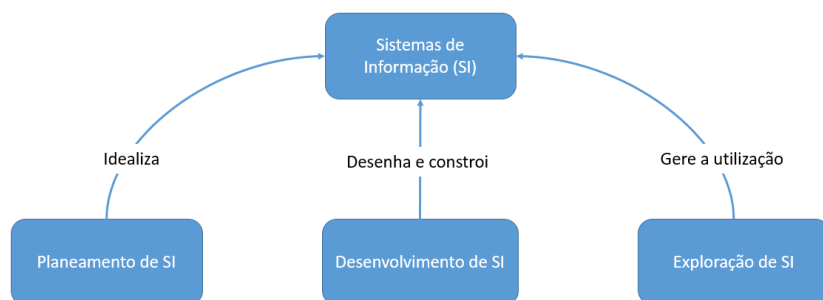 Sistemas de
Informação (SI)
Idealiza
Desenha e constroi
Gere a utilização
Planeamento de SI
Desenvolvimento de SI
Exploração de SI